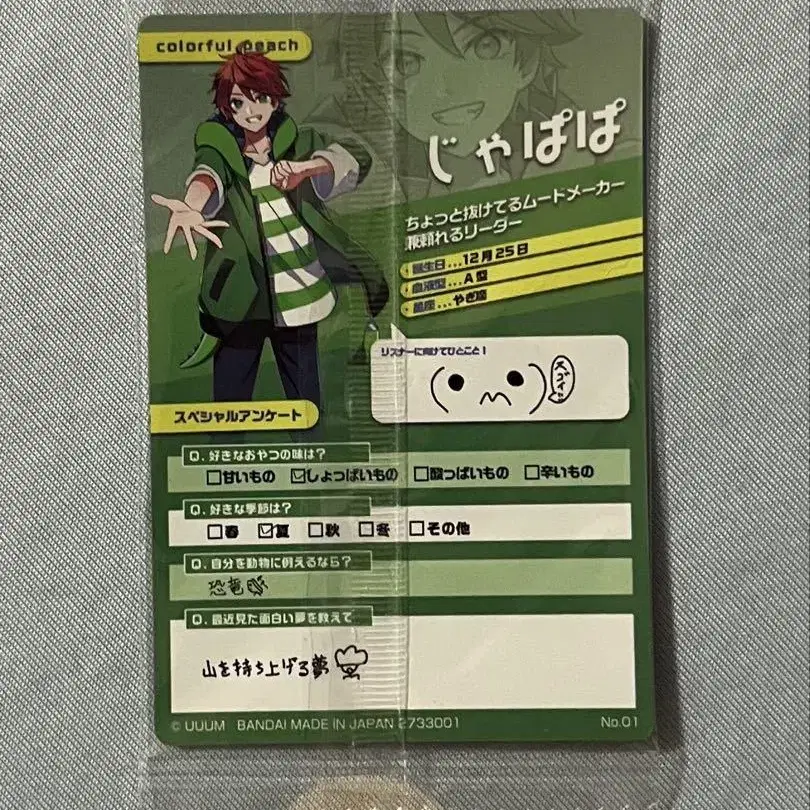 colorful peach
じゃぱぱ
ちょっと抜けてるムードメーカー
兼頼れるリーダー
誕生日…12月25日
血液型…A型
星座…やぎ座
リスナーに向けてひとこと!
スゴイ
スペシャルアンケート
Q. 好きなおやつの味は?
□甘いもの ☑しょっぱいもの □酸っぱいもの □辛いもの
Q. 好きな季節は?
□春 ☑夏 □秋 □冬 □その他
Q. 自分を動物に例えるなら?
恐竜
Q. 最近見た面白い夢を教えて
山を持ち上げる夢
© UUUM BANDAI MADE IN JAPAN 2733001
No.01